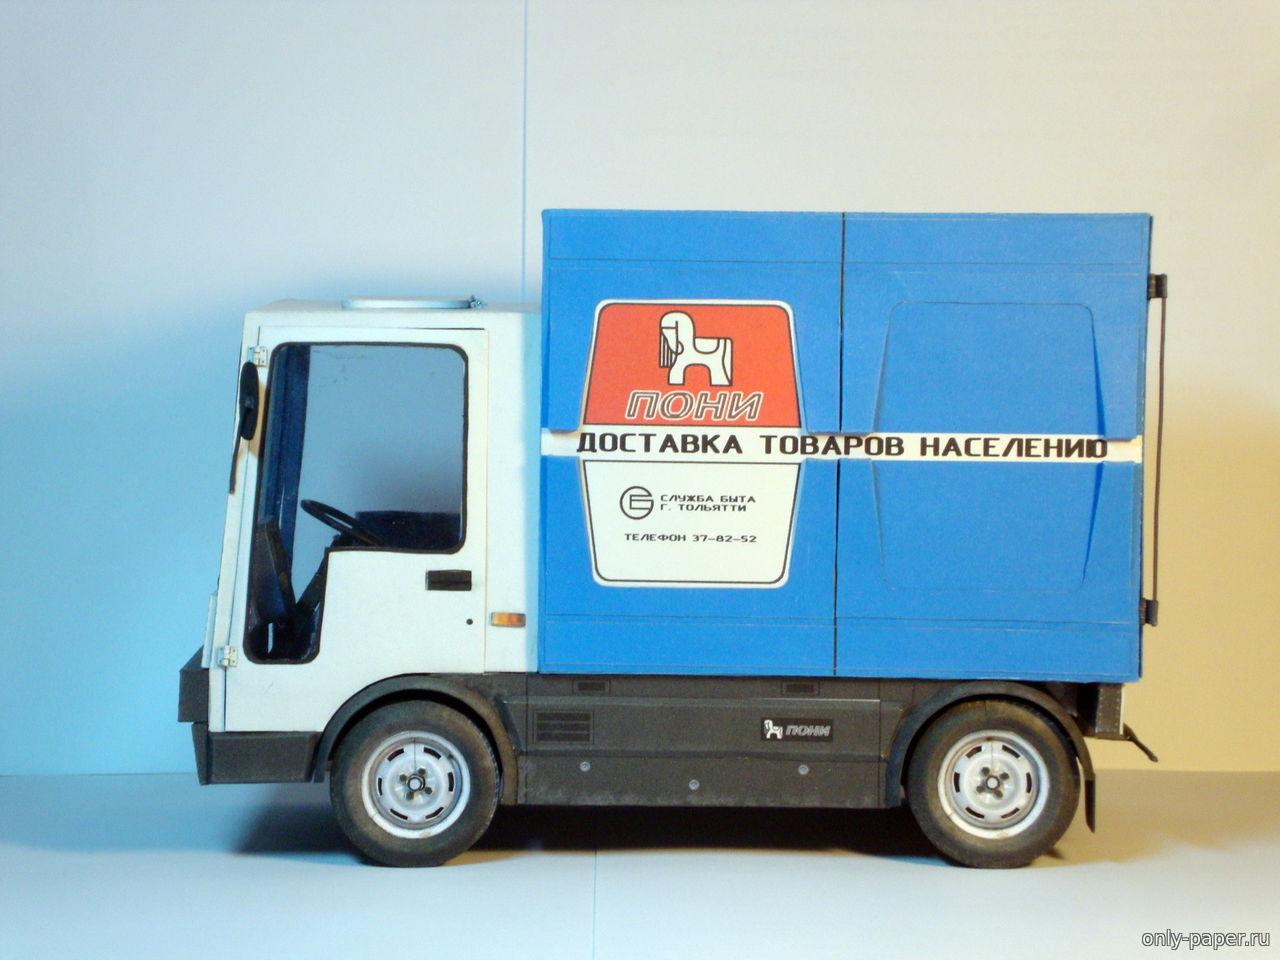 ПОНИ
ДОСТАВКА ТОВАРОВ НАСЕЛЕНИЮ
СЛУЖБА БЫТА
Г. ТОЛЬЯТТИ
ТЕЛЕФОН 37-82-52
ПОНИ
only-paper.ru